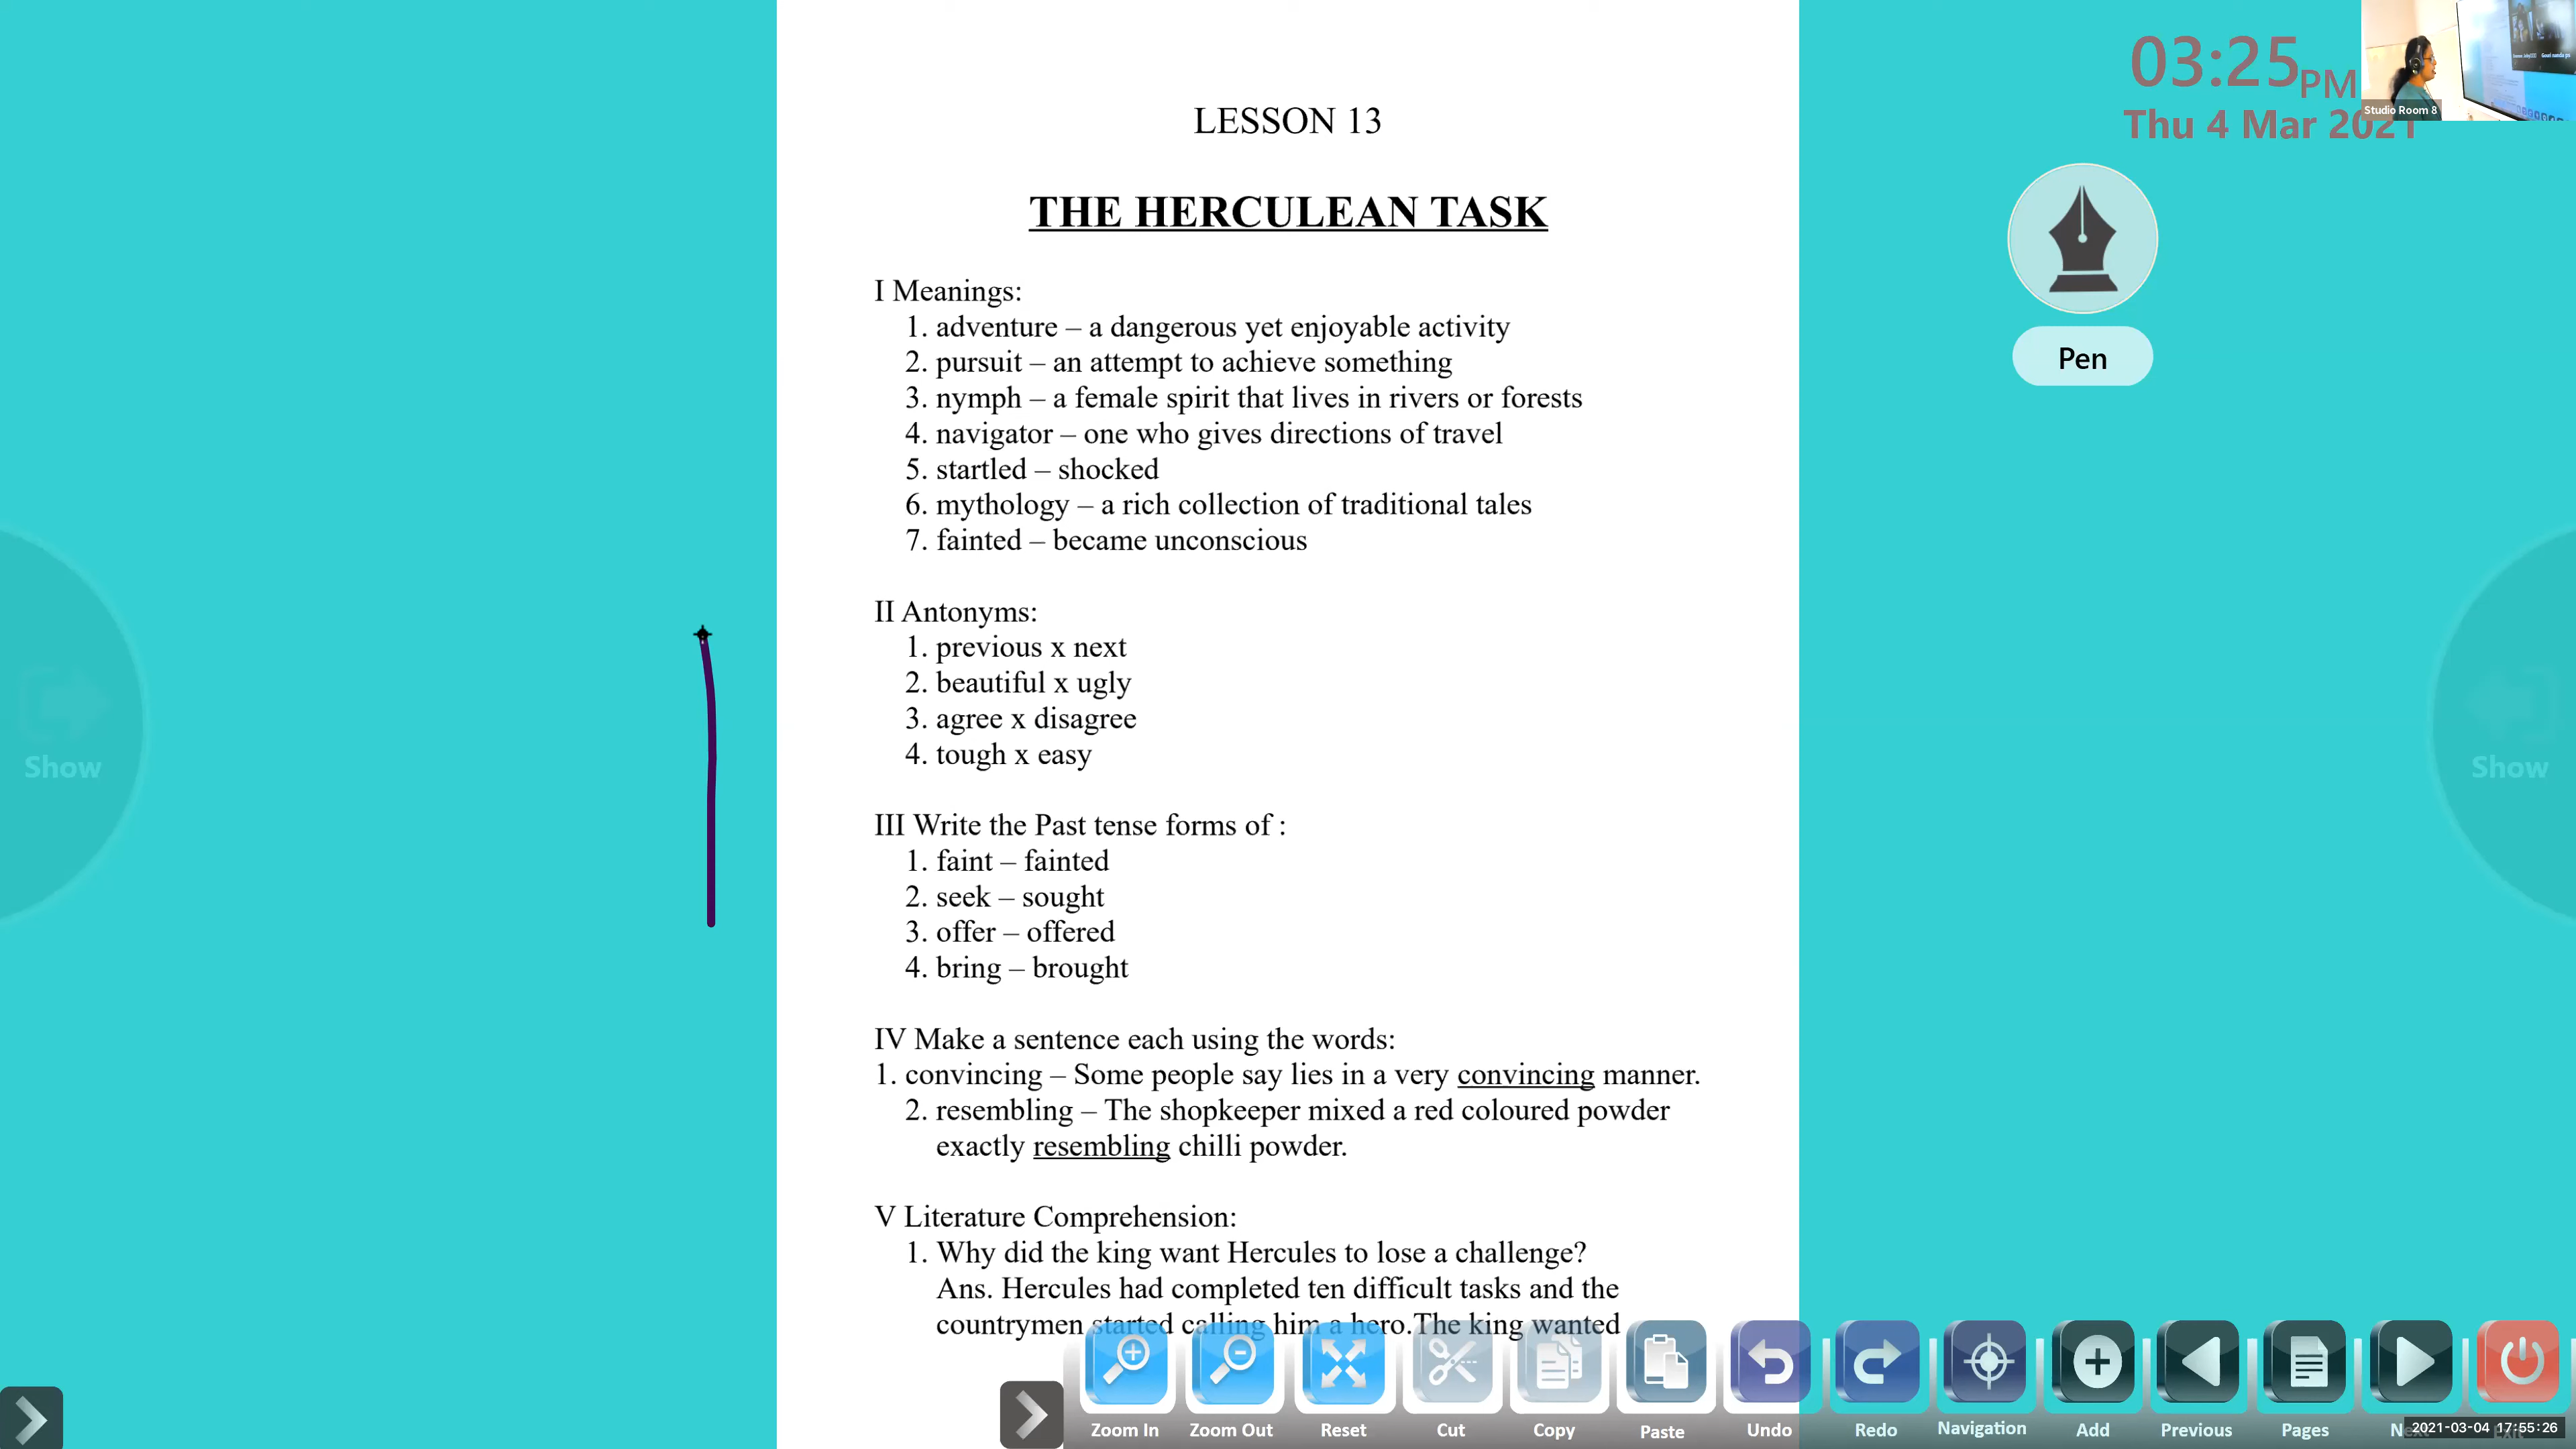 03:25PM
Thu 4 Mar 2021
Studio Room 8
Pen
LESSON 13
THE HERCULEAN TASK
I Meanings:
1. adventure – a dangerous yet enjoyable activity
2. pursuit – an attempt to achieve something
3. nymph – a female spirit that lives in rivers or forests
4. navigator – one who gives directions of travel
5. startled – shocked
6. mythology – a rich collection of traditional tales
7. fainted – became unconscious
II Antonyms:
1. previous x next
2. beautiful x ugly
3. agree x disagree
4. tough x easy
III Write the Past tense forms of :
1. faint – fainted
2. seek – sought
3. offer – offered
4. bring – brought
IV Make a sentence each using the words:
1. convincing – Some people say lies in a very convincing manner.
2. resembling – The shopkeeper mixed a red coloured powder
exactly resembling chilli powder.
V Literature Comprehension:
1. Why did the king want Hercules to lose a challenge?
Ans. Hercules had completed ten difficult tasks and the
countrymen started calling him a hero.The king wanted
Show
Show
Zoom In Zoom Out Reset Cut Copy Paste Undo Redo Navigation Add Previous Pages
2021-03-04 17:55:26